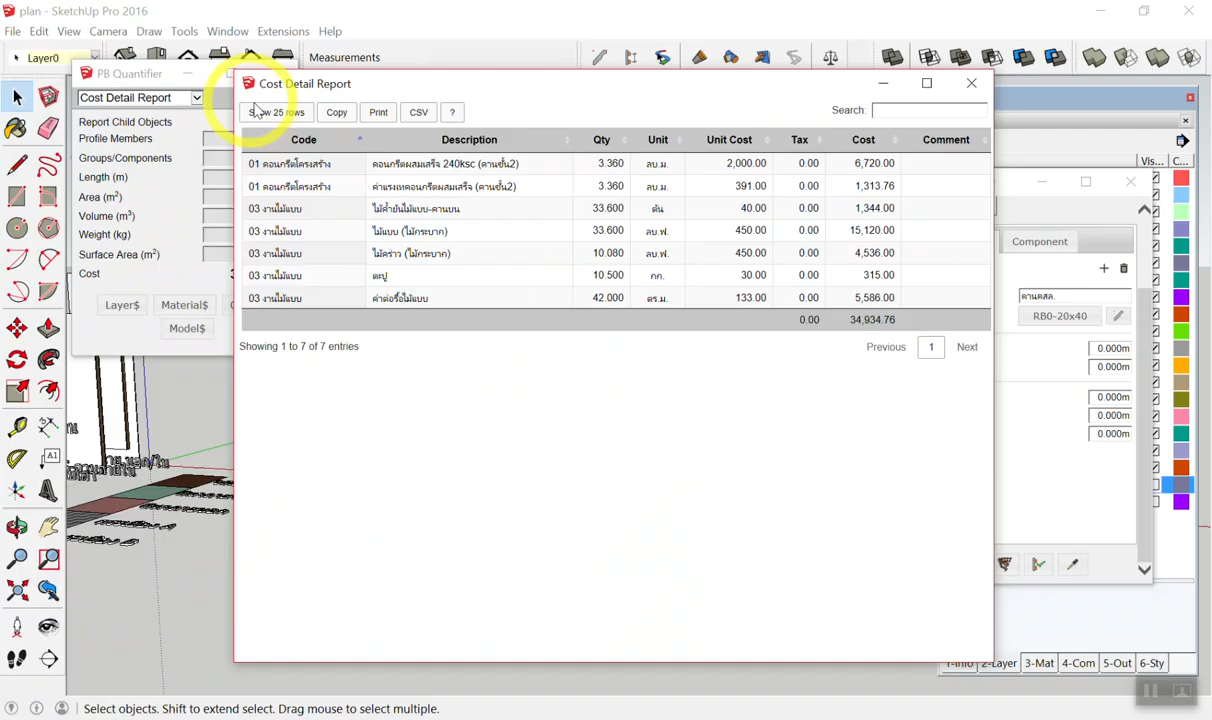 plan - SketchUp Pro 2016
File Edit View Camera Draw Tools Window Extensions Help
Layer0
Measurements
PB Quantifier
Cost Detail Report
Report Child Objects
Profile Members
Groups/Components
Length (m)
Area (m²)
Volume (m³)
Weight (kg)
Surface Area (m²)
Cost
Layer$ Material$
Model$
Cost Detail Report
Show 25 rows Copy Print CSV ? Search:
Code Description Qty Unit Unit Cost Tax Cost Comment
01 คอนกรีตโครงสร้าง คอนกรีตผสมเสร็จ 240ksc (คานชั้น2) 3.360 ลบ.ม. 2,000.00 0.00 6,720.00
01 คอนกรีตโครงสร้าง ค่าแรงเทคอนกรีตผสมเสร็จ (คานชั้น2) 3.360 ลบ.ม. 391.00 0.00 1,313.76
03 งานไม้แบบ ไม้ค้ำยันไม้แบบ-คานบน 33.600 ต้น 40.00 0.00 1,344.00
03 งานไม้แบบ ไม้แบบ (ไม้กระบาก) 33.600 ลบ.ฟ. 450.00 0.00 15,120.00
03 งานไม้แบบ ไม้คร่าว (ไม้กระบาก) 10.080 ลบ.ฟ. 450.00 0.00 4,536.00
03 งานไม้แบบ ตะปู 10.500 กก. 30.00 0.00 315.00
03 งานไม้แบบ ค่าต่อรื้อไม้แบบ 42.000 ตร.ม. 133.00 0.00 5,586.00
0.00 34,934.76
Showing 1 to 7 of 7 entries Previous 1 Next
Vis... C...
Component
คานคสล.
RB0-20x40
0.000m
0.000m
0.000m
0.000m
0.000m
1-Info 2-Layer 3-Mat 4-Com 5-Out 6-Sty
Select objects. Shift to extend select. Drag mouse to select multiple.